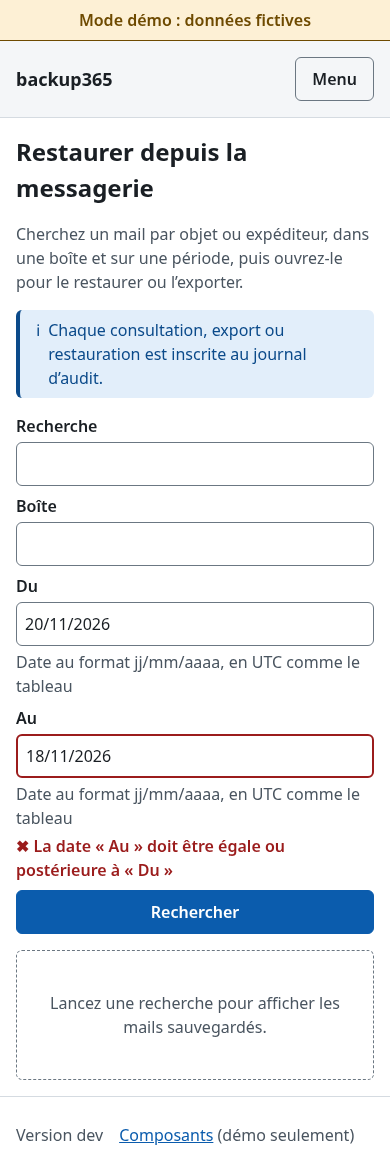 Mode démo : données fictives
backup365
Menu
Restaurer depuis la
messagerie
Cherchez un mail par objet ou expéditeur, dans
une boîte et sur une période, puis ouvrez-le
pour le restaurer ou l’exporter.
i Chaque consultation, export ou
restauration est inscrite au journal
d’audit.
Recherche
Boîte
Du
20/11/2026
Date au format jj/mm/aaaa, en UTC comme le
tableau
Au
18/11/2026
Date au format jj/mm/aaaa, en UTC comme le
tableau
✖ La date « Au » doit être égale ou
postérieure à « Du »
Rechercher
Lancez une recherche pour afficher les
mails sauvegardés.
Version dev Composants (démo seulement)